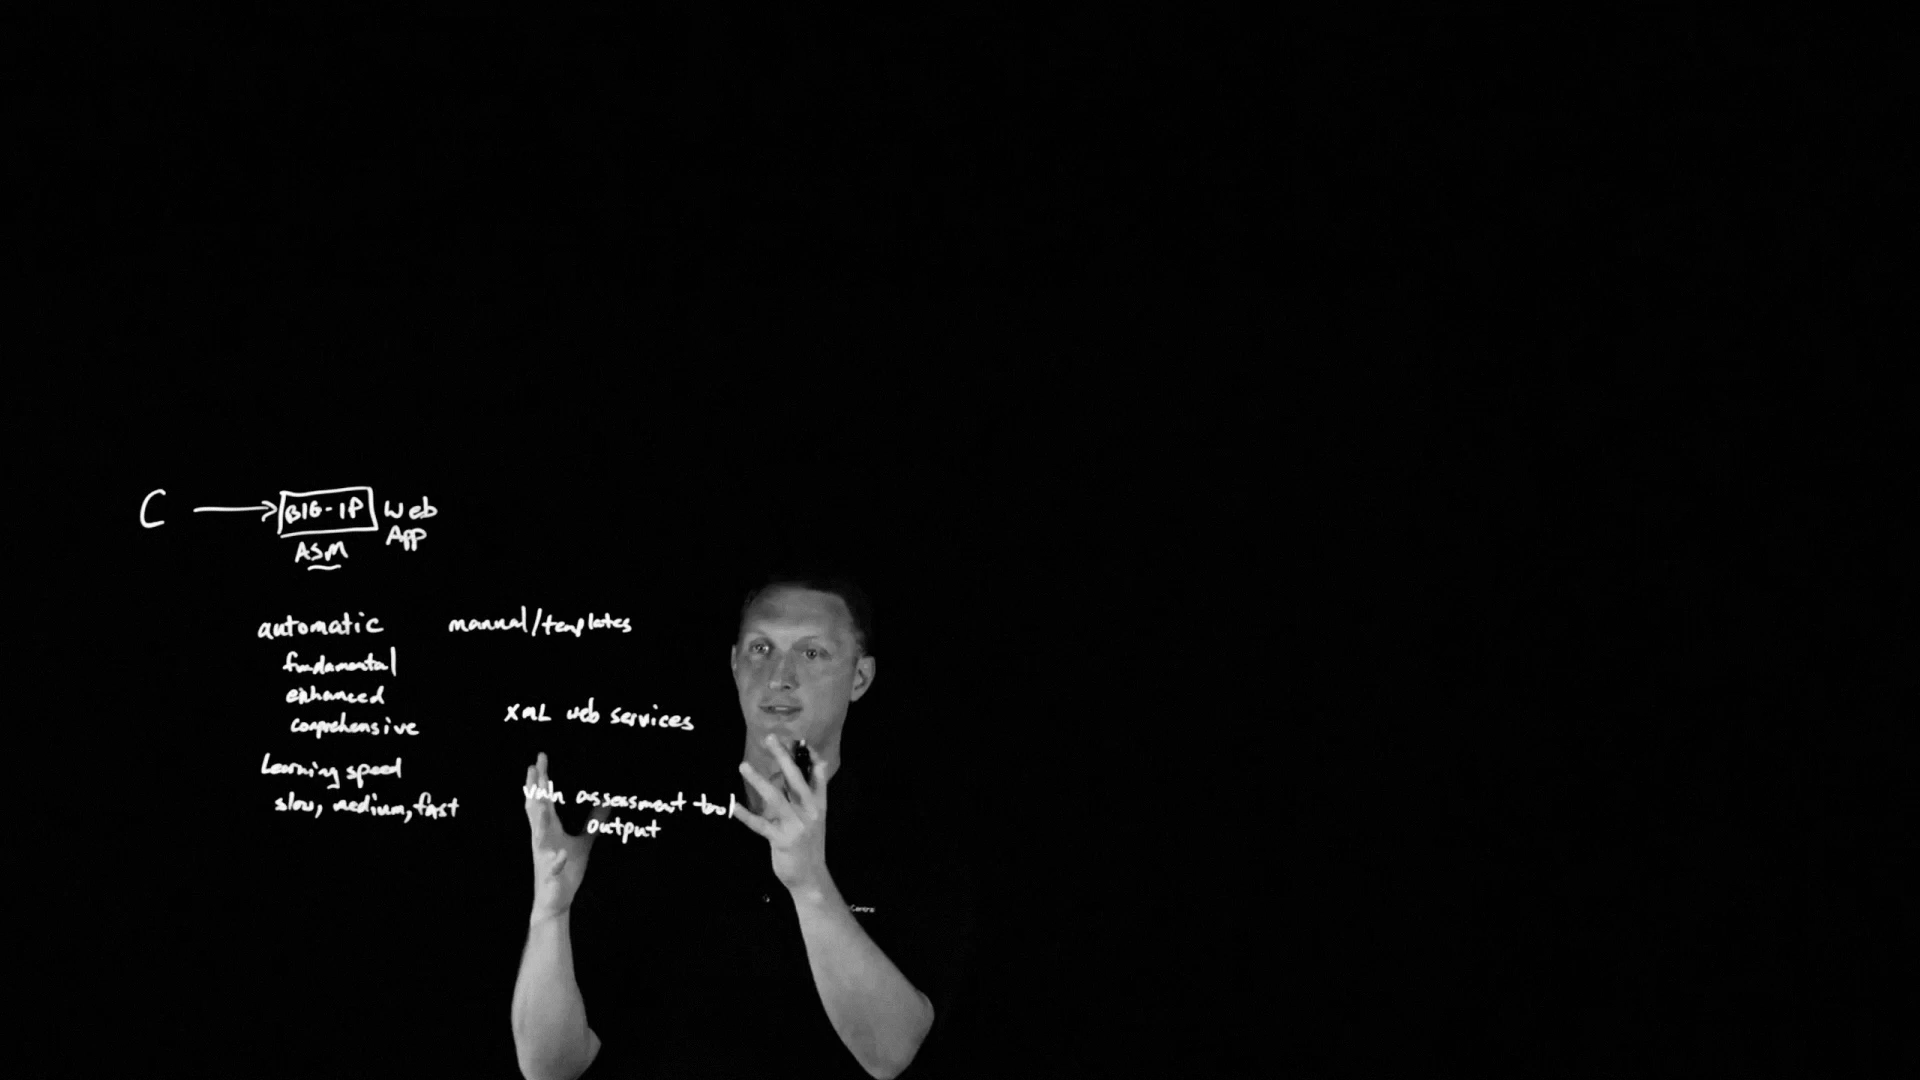 C BIG-IP Web
App
ASM
automatic
fundamental
enhanced
comprehensive
Learning speed
slow, medium, fast
manual/templates
XML web services
vuln assessment tool
output
Central